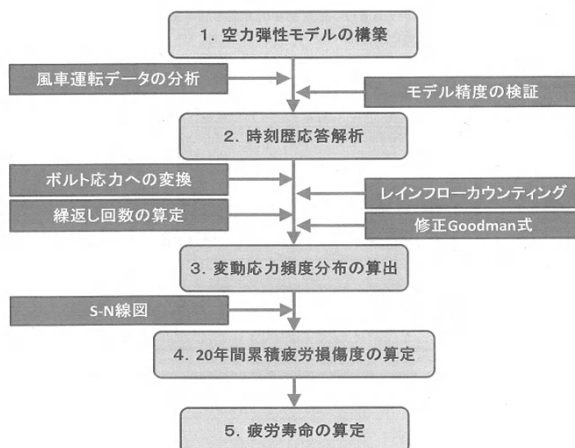 1. 空力弾性モデルの構築
風車運転データの分析
モデル精度の検証
2. 時刻歴応答解析
ボルト応力への変換
レインフローカウンティング
繰返し回数の算定
修正Goodman式
3. 変動応力頻度分布の算出
S-N線図
4. 20年間累積疲労損傷度の算定
5. 疲労寿命の算定